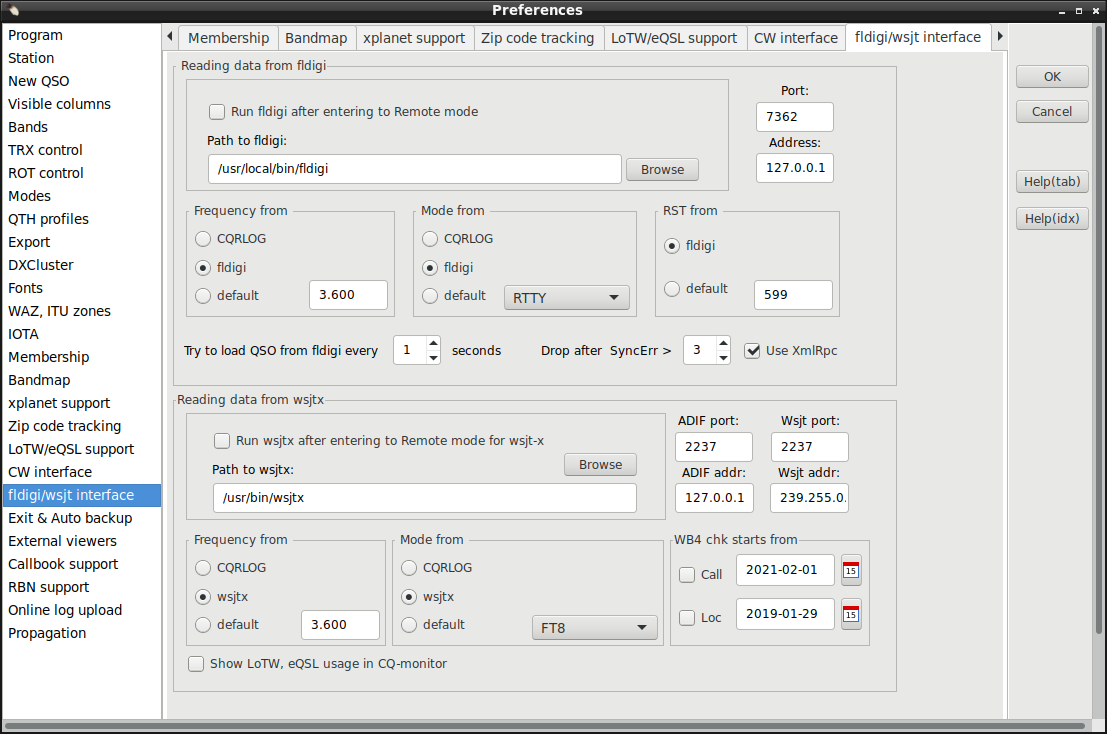 Preferences
Program
Station
New QSO
Visible columns
Bands
TRX control
ROT control
Modes
QTH profiles
Export
DXCluster
Fonts
WAZ, ITU zones
IOTA
Membership
Bandmap
xplanet support
Zip code tracking
LoTW/eQSL support
CW interface
fldigi/wsjt interface
Exit & Auto backup
External viewers
Callbook support
RBN support
Online log upload
Propagation
Membership Bandmap xplanet support Zip code tracking LoTW/eQSL support CW interface fldigi/wsjt interface
Reading data from fldigi
Run fldigi after entering to Remote mode
Path to fldigi:
/usr/local/bin/fldigi Browse
Port:
7362
Address:
127.0.0.1
Frequency from
CQRLOG
fldigi
default 3.600
Mode from
CQRLOG
fldigi
default RTTY
RST from
fldigi
default 599
Try to load QSO from fldigi every 1 seconds Drop after SyncErr > 3 Use XmlRpc
Reading data from wsjtx
Run wsjtx after entering to Remote mode for wsjt-x
Path to wsjtx: Browse
/usr/bin/wsjtx
ADIF port: Wsjt port:
2237 2237
ADIF addr: Wsjt addr:
127.0.0.1 239.255.0.
Frequency from
CQRLOG
wsjtx
default 3.600
Mode from
CQRLOG
wsjtx
default FT8
WB4 chk starts from
Call 2021-02-01 15
Loc 2019-01-29 15
Show LoTW, eQSL usage in CQ-monitor
OK
Cancel
Help(tab)
Help(idx)